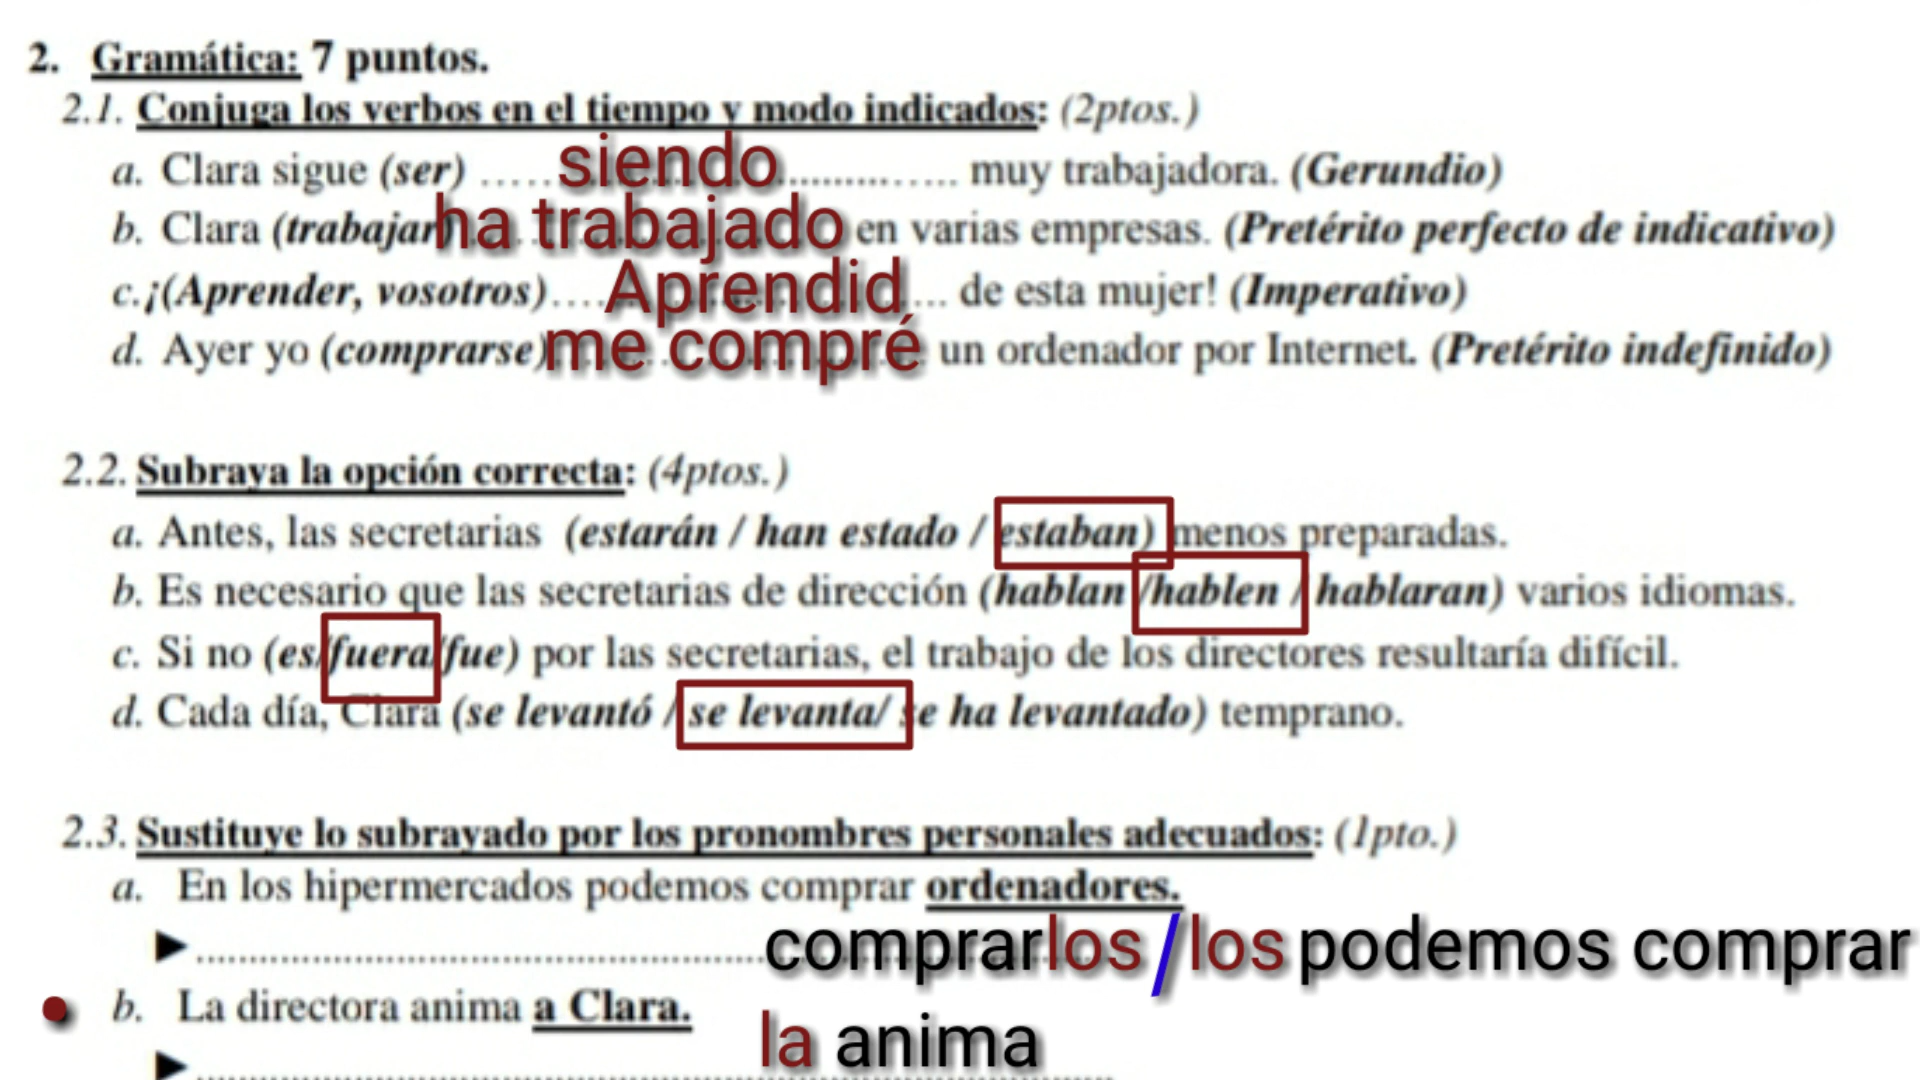 2. Gramática: 7 puntos.
2.1. Conjuga los verbos en el tiempo y modo indicados: (2ptos.)
a. Clara sigue (ser) ..... siendo ............... muy trabajadora. (Gerundio)
b. Clara (trabajar) ha trabajado en varias empresas. (Pretérito perfecto de indicativo)
c.¡(Aprender, vosotros).... Aprendid ... de esta mujer! (Imperativo)
d. Ayer yo (comprarse) me compré un ordenador por Internet. (Pretérito indefinido)
2.2. Subraya la opción correcta: (4ptos.)
a. Antes, las secretarias (estarán / han estado / estaban) menos preparadas.
b. Es necesario que las secretarias de dirección (hablan /hablen / hablaran) varios idiomas.
c. Si no (es/fuera/fue) por las secretarias, el trabajo de los directores resultaría difícil.
d. Cada día, Clara (se levantó / se levanta/ se ha levantado) temprano.
2.3. Sustituye lo subrayado por los pronombres personales adecuados: (1pto.)
a. En los hipermercados podemos comprar ordenadores.
► .................... comprarlos / los podemos comprar
• b. La directora anima a Clara.
► .................... la anima